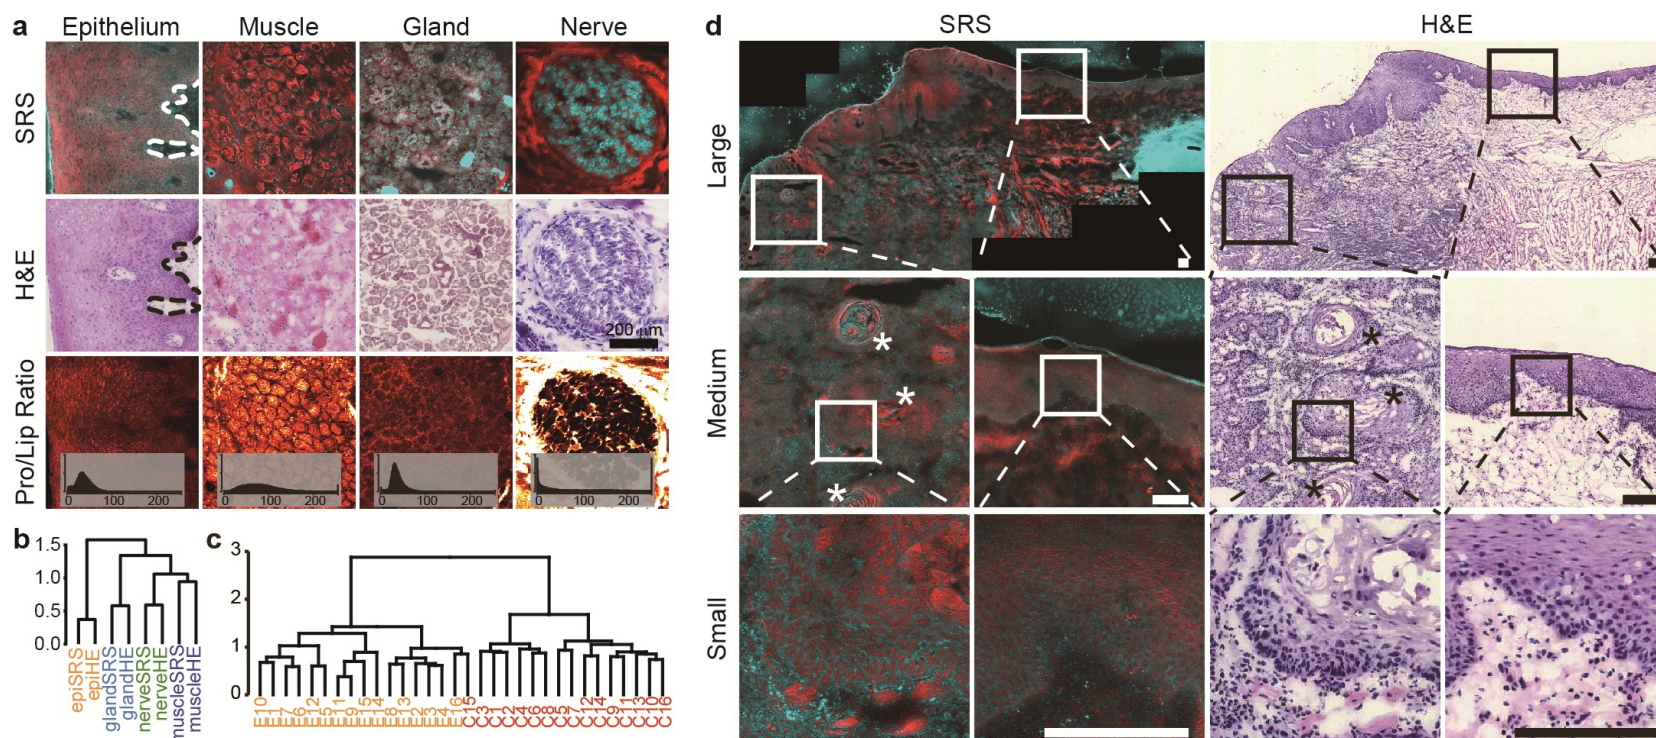 a
Epithelium Muscle Gland Nerve
SRS
H&E
200 µm
Pro/Lip Ratio
0 100 200
0 100 200
0 100 200
0 100 200
b
1.5
1.0
0.5
0.0
epiSRS
epiHE
glandSRS
glandHE
nerveSRS
nerveHE
muscleSRS
muscleHE
c
3
2
1
0
E10
E1
E7
E6
E12
E5
E11
E9
E15
E14
E8
E13
E2
E3
E4
E16
C15
C3
C1
C2
C4
C6
C8
C5
C7
C12
C14
C9
C11
C13
C10
C16
d
SRS H&E
Large
Medium
* *
* *
* *
Small